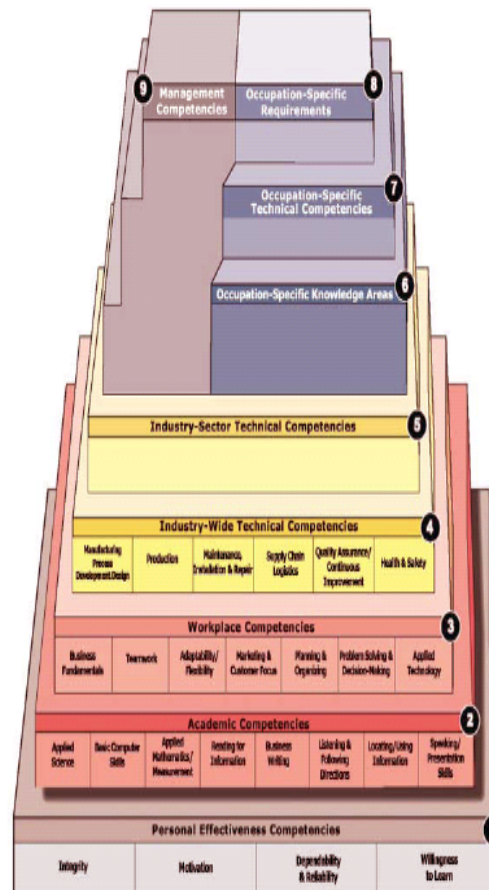 9
Management
Competencies
Occupation-Specific
Requirements
8
Occupation-Specific
Technical Competencies
7
Occupation-Specific Knowledge Areas
6
Industry-Sector Technical Competencies
5
Industry-Wide Technical Competencies
4
Manufacturing
Process
Development/Design
Production
Maintenance,
Installation & Repair
Supply Chain
Logistics
Quality Assurance/
Continuous
Improvement
Health & Safety
Workplace Competencies
3
Business
Fundamentals
Teamwork
Adaptability/
Flexibility
Marketing &
Customer Focus
Planning &
Organizing
Problem Solving &
Decision-Making
Applied
Technology
Academic Competencies
2
Applied
Science
Basic Computer
Skills
Applied
Mathematics/
Measurement
Reading for
Information
Business
Writing
Listening &
Following
Directions
Locating/Using
Information
Speaking/
Presentation
Skills
Personal Effectiveness Competencies
Integrity
Motivation
Dependability
& Reliability
Willingness
to Learn